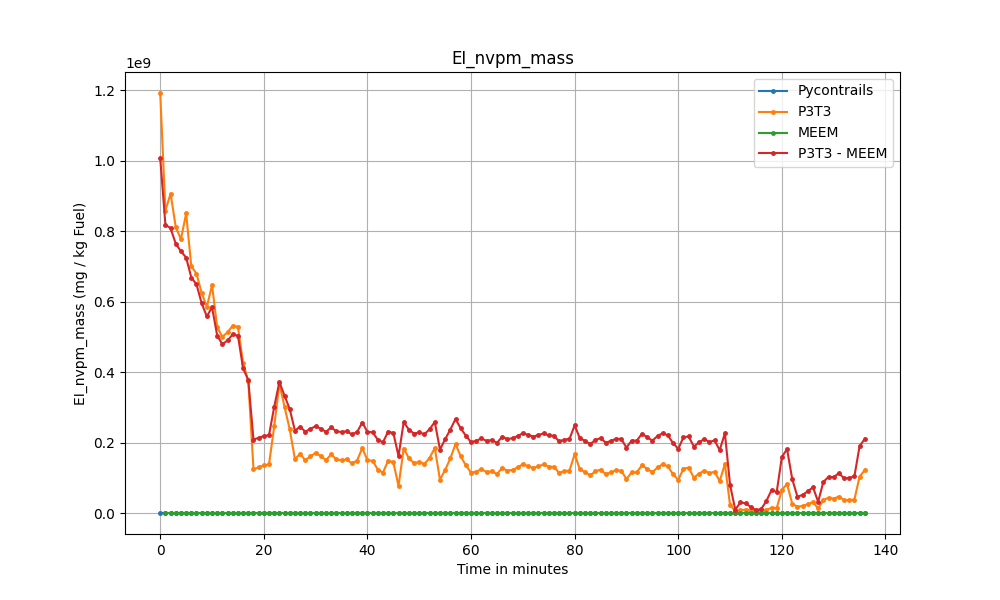 EI_nvpm_mass
1e9
1.2
1.0
0.8
0.6
0.4
0.2
0.0
EI_nvpm_mass (mg / kg Fuel)
Pycontrails
P3T3
MEEM
P3T3 - MEEM
0 20 40 60 80 100 120 140
Time in minutes